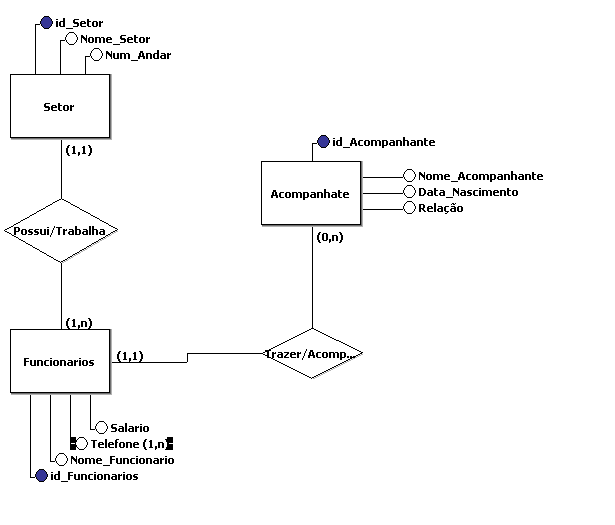 id_Setor
Nome_Setor
Num_Andar
Setor
(1,1)
id_Acompanhante
Nome_Acompanhante
Data_Nascimento
Relação
Acompanhate
(0,n)
Possui/Trabalha
(1,n)
Funcionarios
(1,1)
Trazer/Acomp...
Salario
Telefone (1,n)
Nome_Funcionario
id_Funcionarios